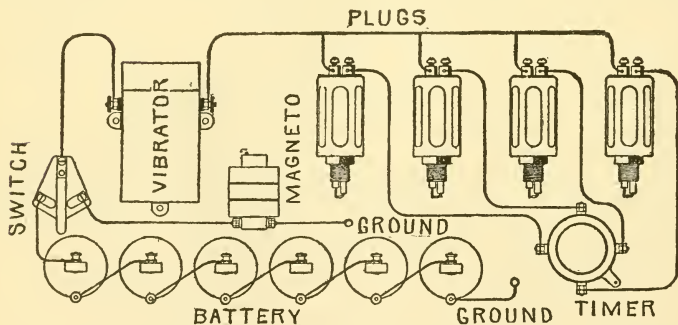 PLUGS
VIBRATOR
MAGNETO
SWITCH
GROUND
BATTERY
GROUND
TIMER